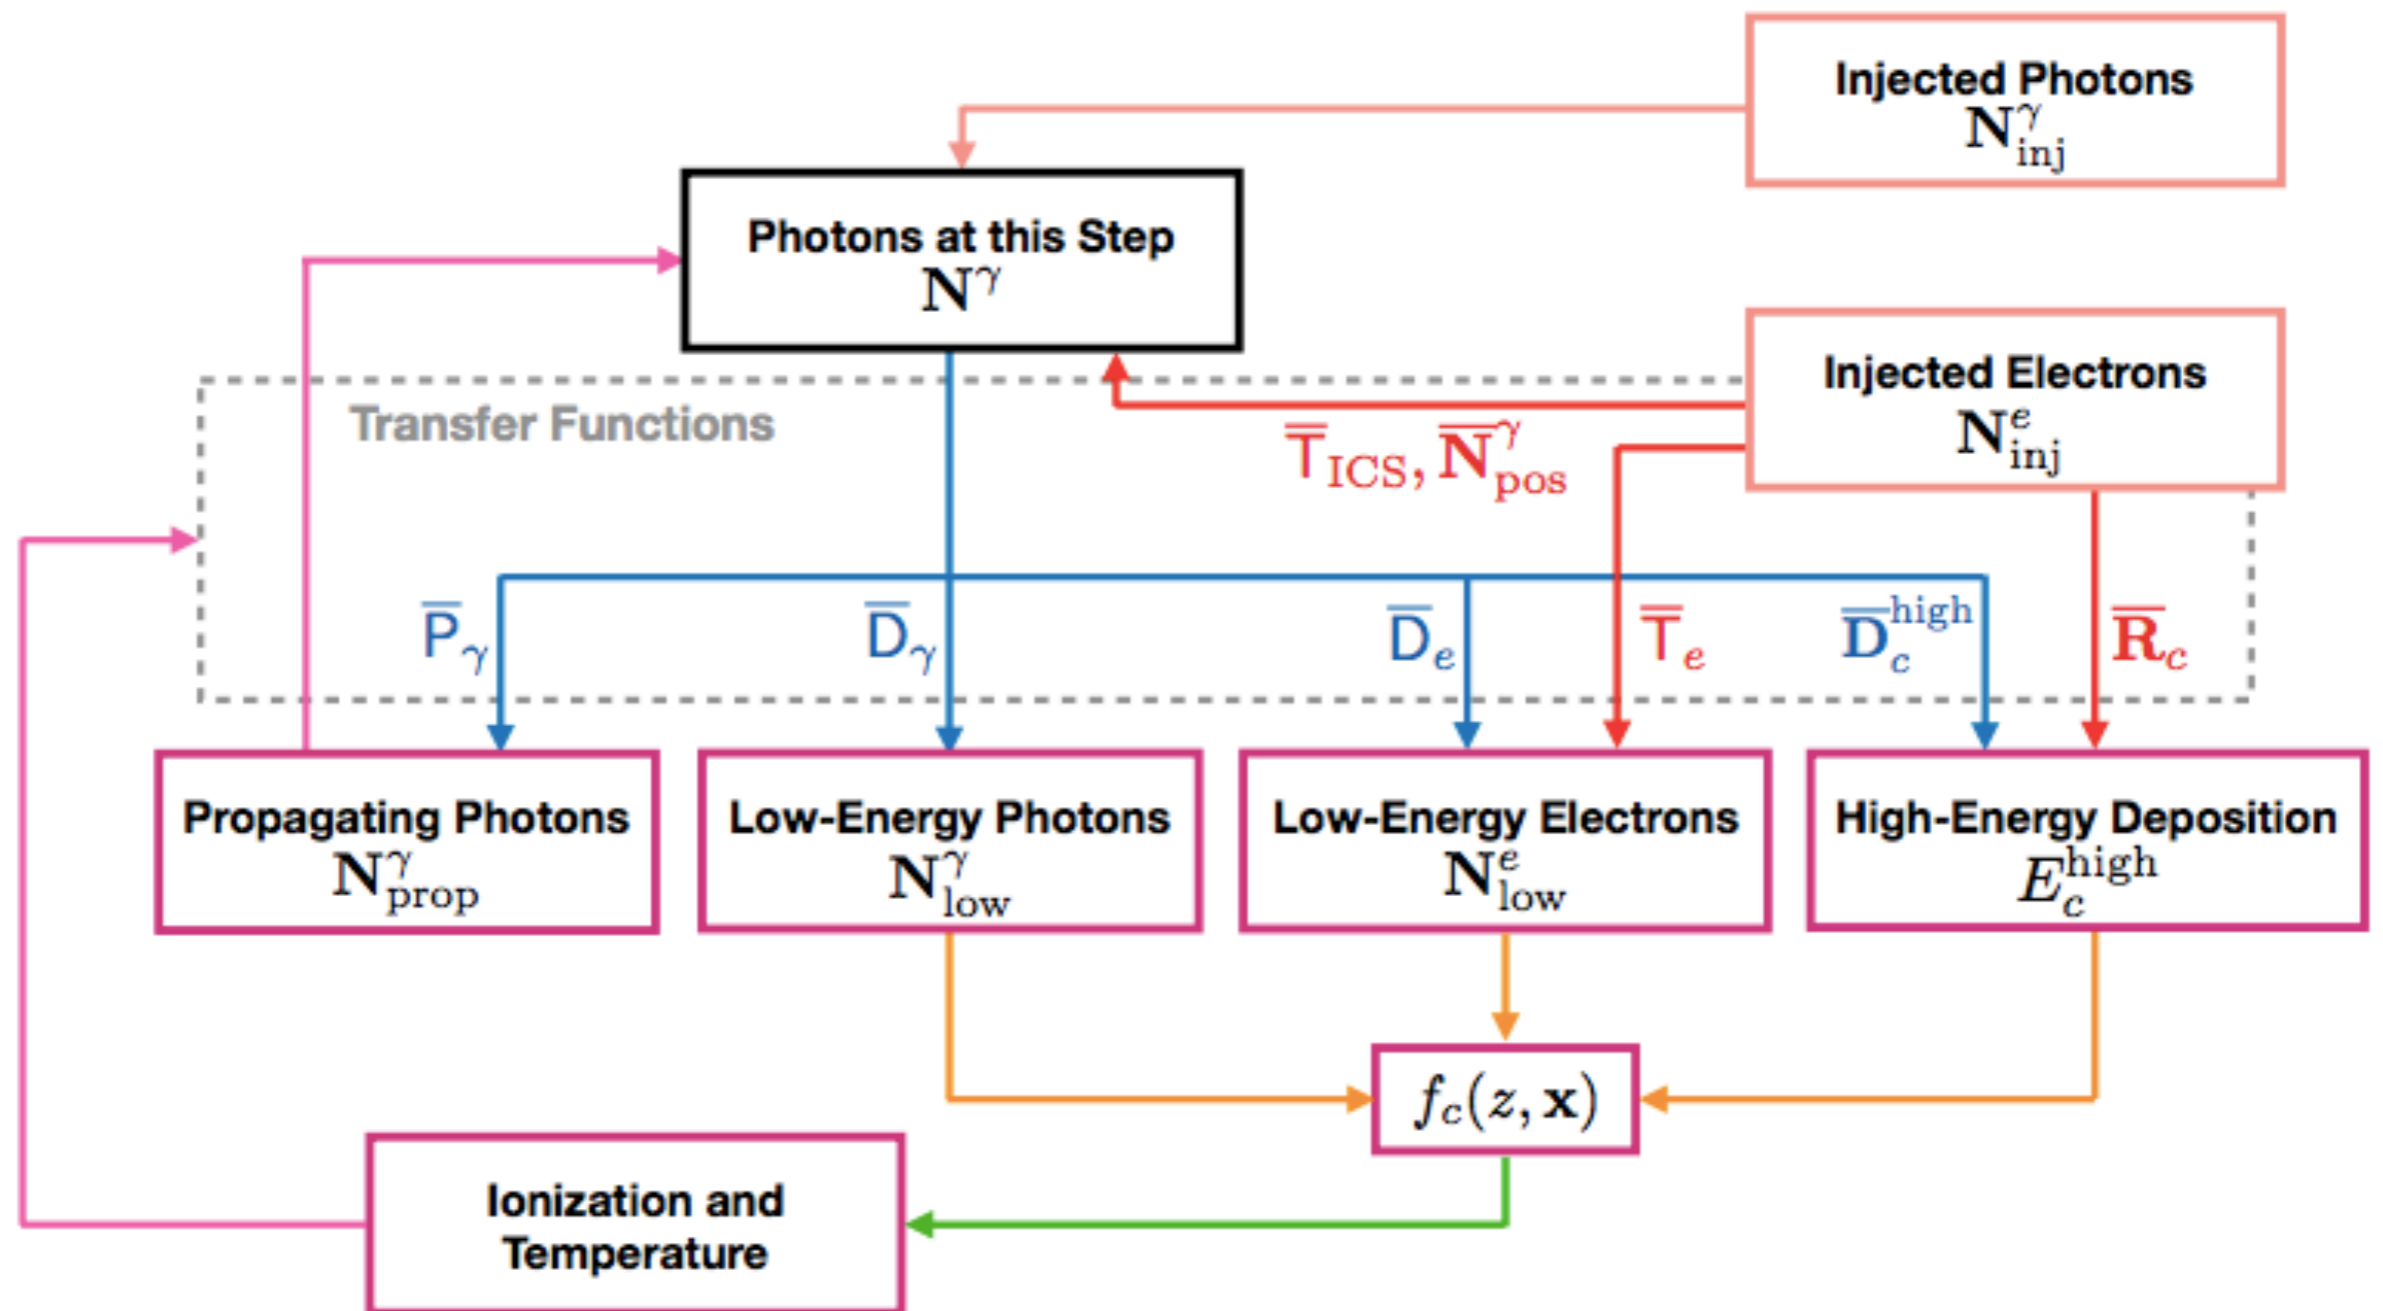 Injected Photons
N^γ_inj
Photons at this Step
N^γ
Injected Electrons
N^e_inj
Transfer Functions
T̅_ICS, N̅^γ_pos
P̅_γ
D̅_γ
D̅_e
T̅_e
D̅^high_c
R̅_c
Propagating Photons
N^γ_prop
Low-Energy Photons
N^γ_low
Low-Energy Electrons
N^e_low
High-Energy Deposition
E^high_c
f_c(z, x)
Ionization and
Temperature